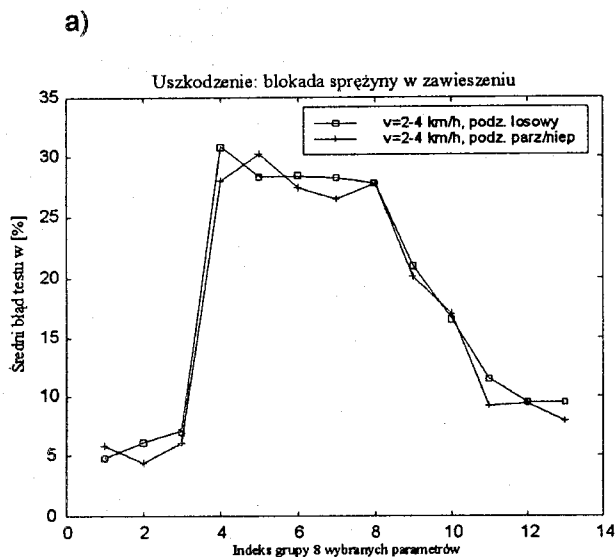 a)
Uszkodzenie: blokada sprężyny w zawieszeniu
v=2-4 km/h, podz. losowy
v=2-4 km/h, podz. parz/niep
Średni błąd testu w [%]
35
30
25
20
15
10
5
0
0 2 4 6 8 10 12 14
Indeks grupy 8 wybranych parametrów